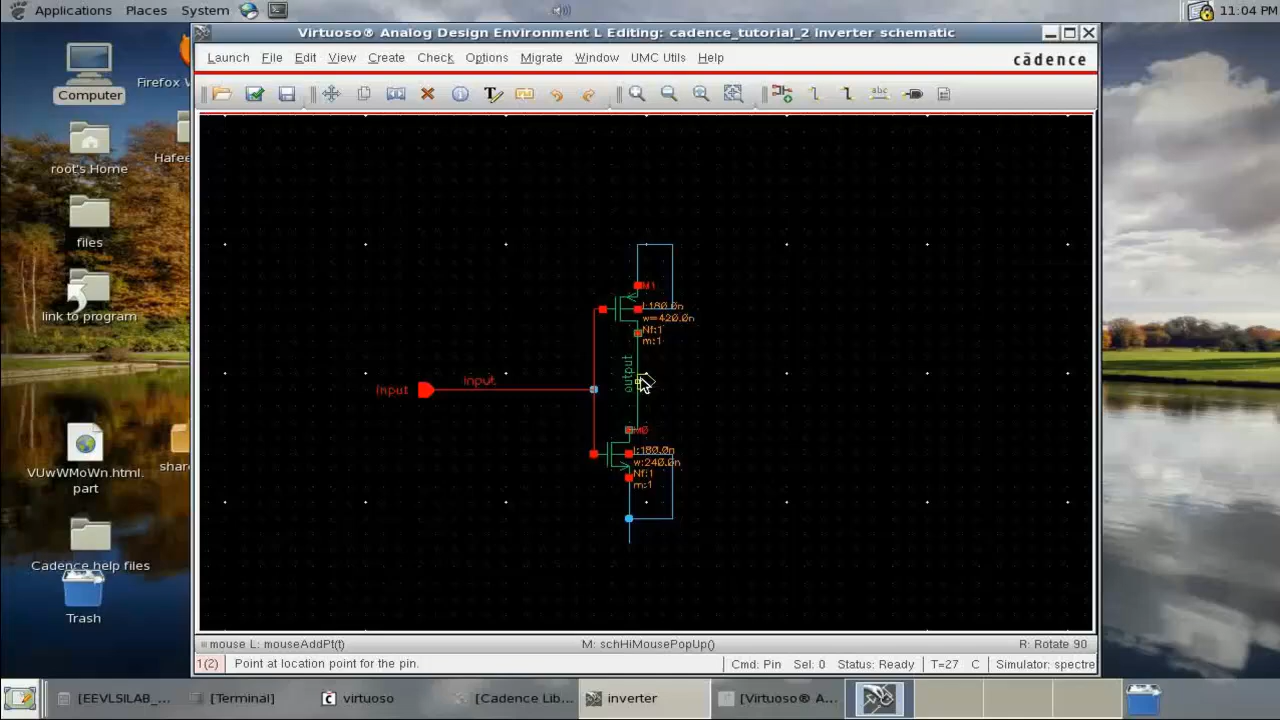 Applications Places System
11:04 PM
Virtuoso® Analog Design Environment L Editing: cadence_tutorial_2 inverter schematic
Launch File Edit View Create Check Options Migrate Window UMC Utils Help
cādence
abc
Computer
Firefox
root's Home
Hafee
files
link to program
VUwWMoWn.html.
part
share
Cadence help files
Trash
M1
l:180.0n
w=420.0n
Nf:1
m:1
output
input
input
M0
l:180.0n
w:240.0n
Nf:1
m:1
mouse L: mouseAddPt(t)
M: schHiMousePopUp()
R: Rotate 90
1(2) Point at location point for the pin.
Cmd: Pin Sel: 0 Status: Ready T=27 C Simulator: spectre
[EEVLSILAB_...
[Terminal]
virtuoso
[Cadence Lib...
inverter
[Virtuoso® A...